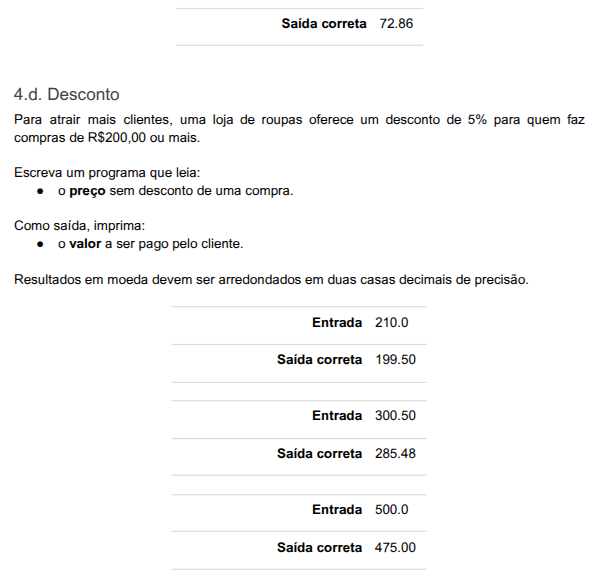 Saída correta 72.86
4.d. Desconto
Para atrair mais clientes, uma loja de roupas oferece um desconto de 5% para quem faz
compras de R$200,00 ou mais.
Escreva um programa que leia:
● o preço sem desconto de uma compra.
Como saída, imprima:
● o valor a ser pago pelo cliente.
Resultados em moeda devem ser arredondados em duas casas decimais de precisão.
Entrada 210.0
Saída correta 199.50
Entrada 300.50
Saída correta 285.48
Entrada 500.0
Saída correta 475.00